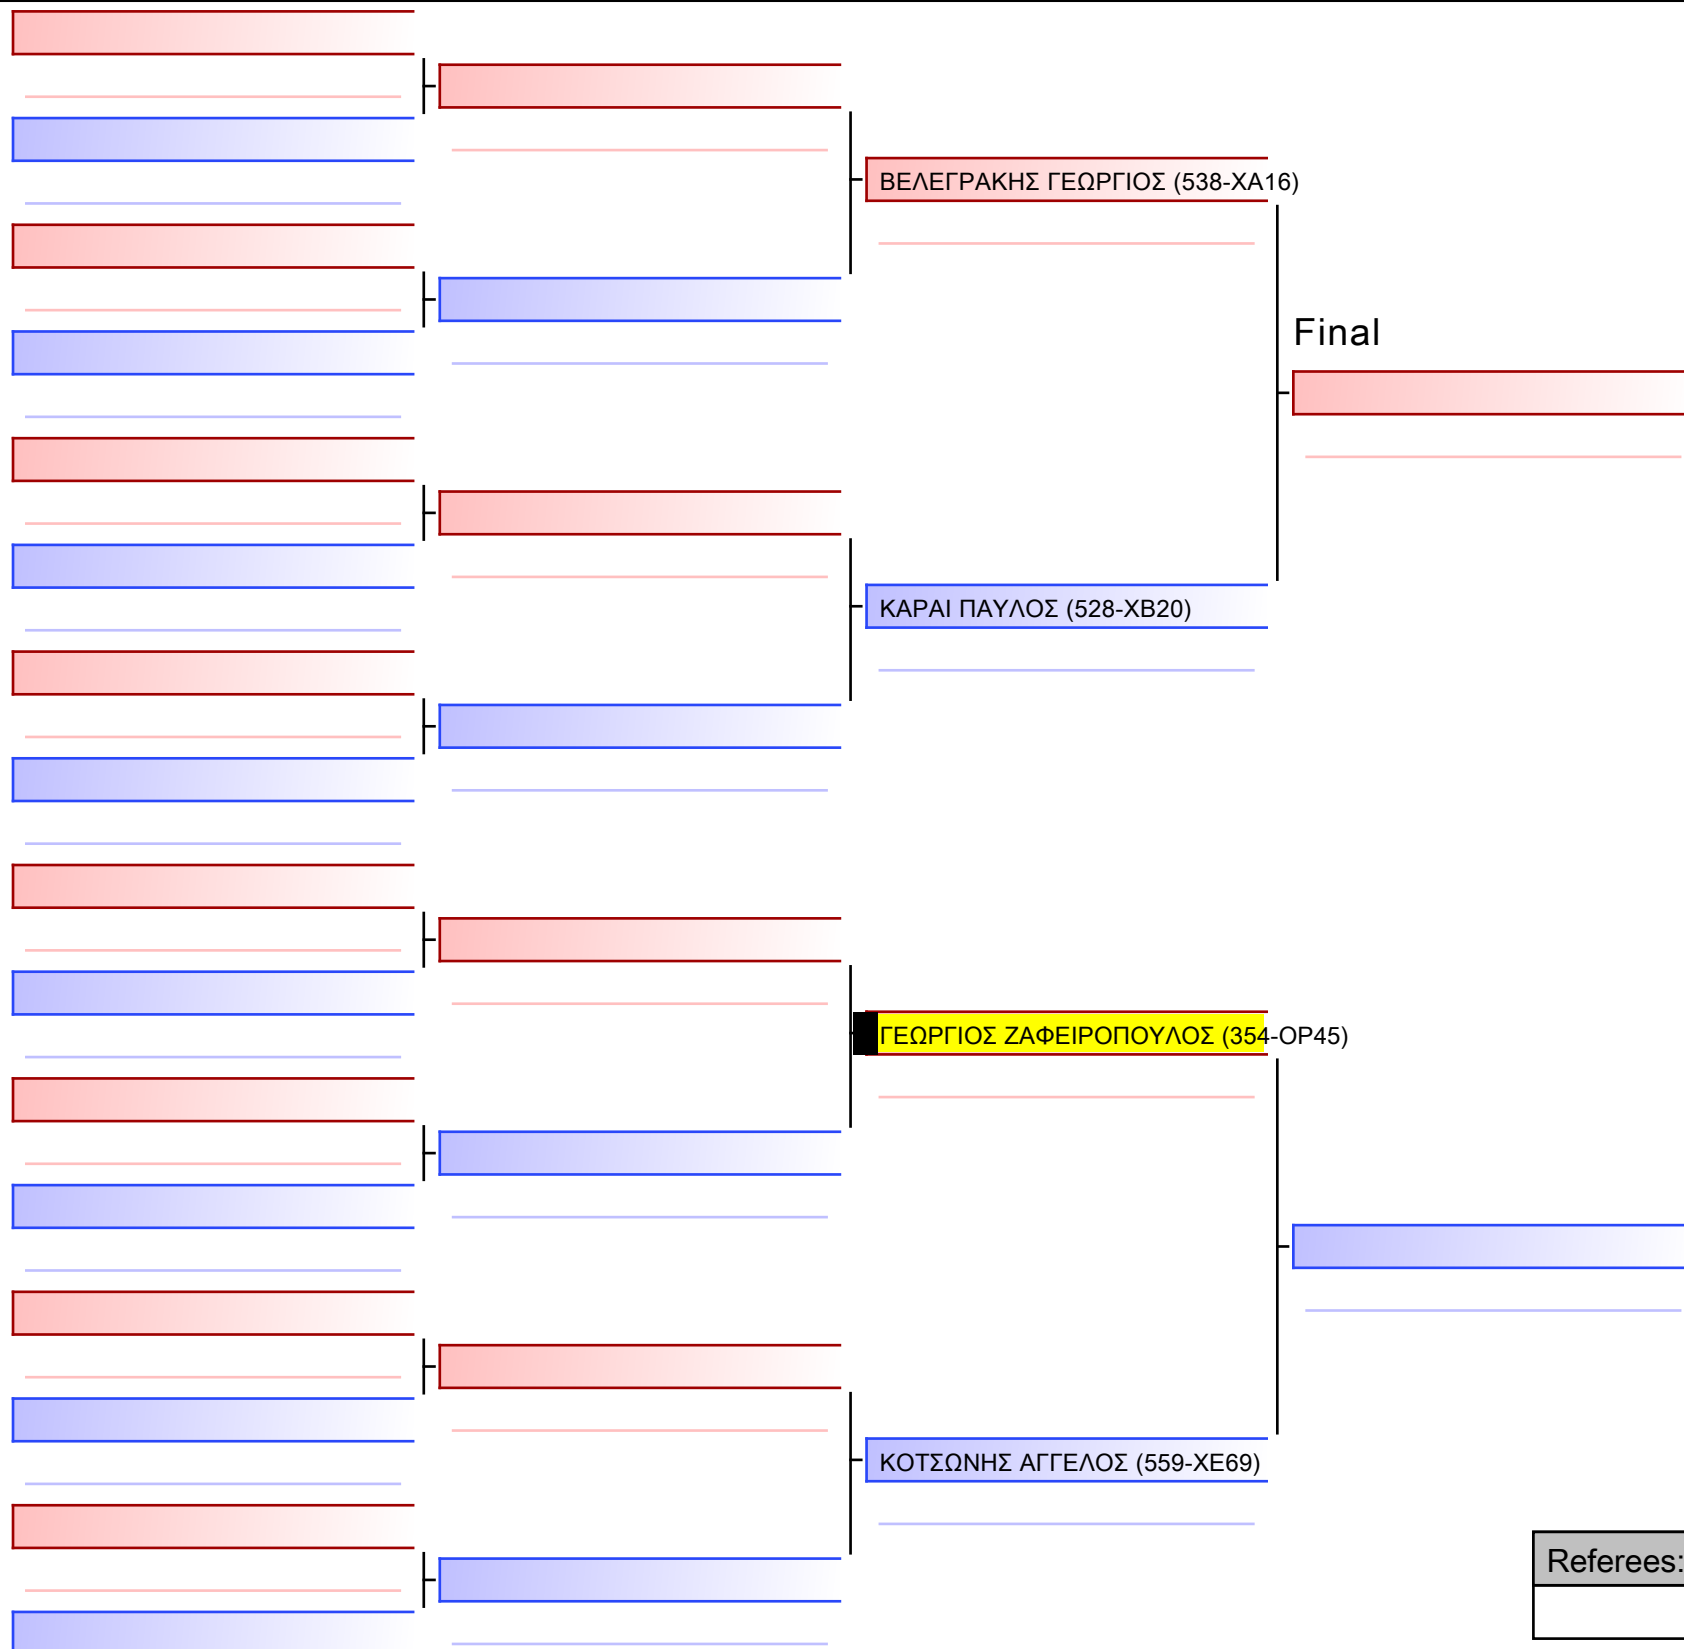 ΒΕΛΕΓΡΑΚΗΣ ΓΕΩΡΓΙΟΣ (538-ΧΑ16)
Final
ΚΑΡΑΙ ΠΑΥΛΟΣ (528-ΧΒ20)
ΓΕΩΡΓΙΟΣ ΖΑΦΕΙΡΟΠΟΥΛΟΣ (354-ΟΡ45)
ΚΟΤΣΩΝΗΣ ΑΓΓΕΛΟΣ (559-ΧΕ69)
Referees: